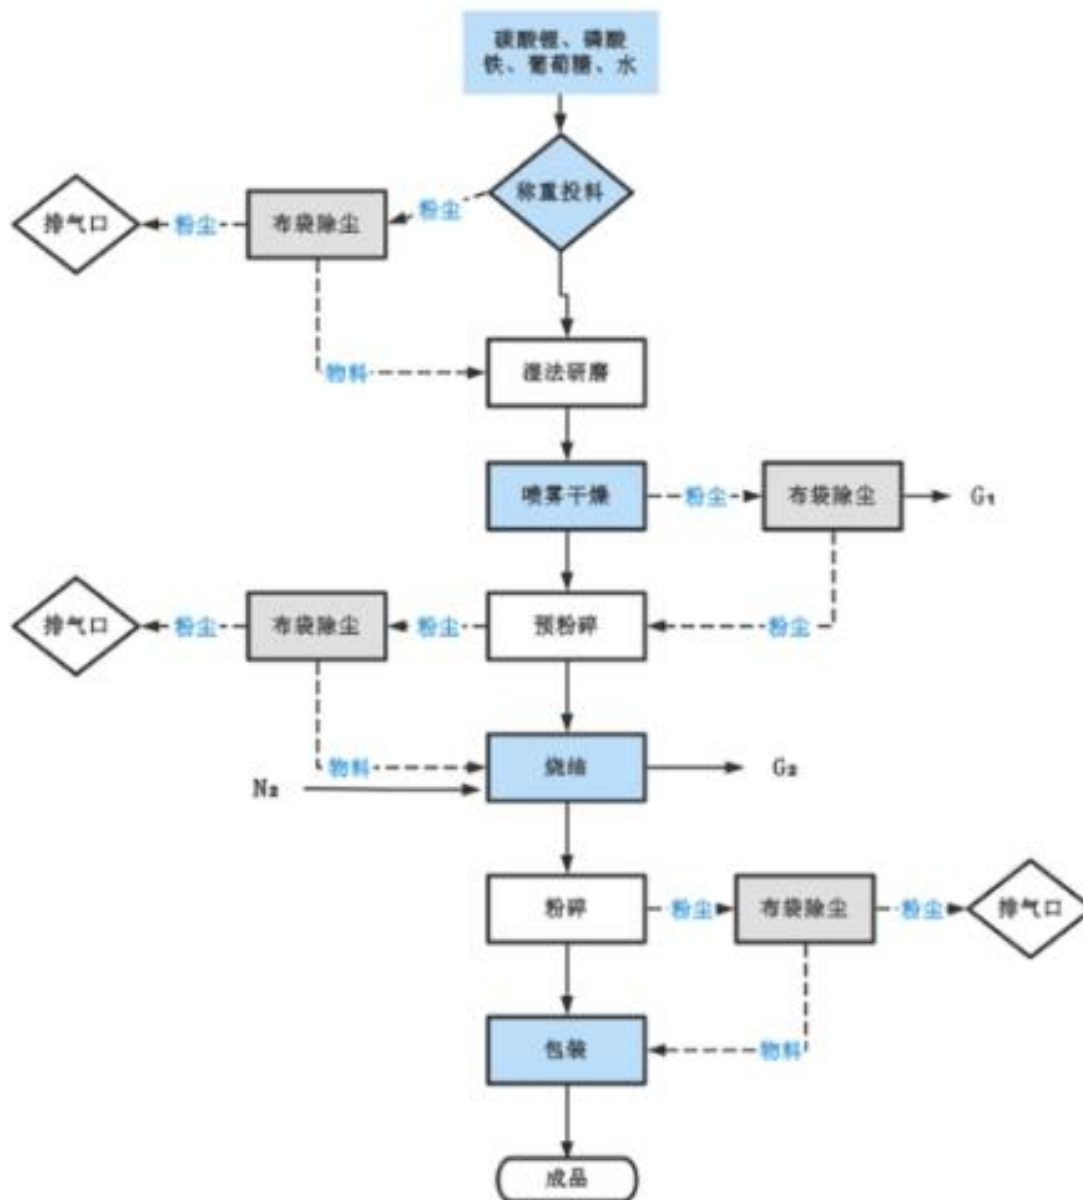 碳酸锂、磷酸
铁、葡萄糖、水
称重投料
粉尘
布袋除尘
粉尘
排气口
物料
湿法研磨
喷雾干燥
粉尘
布袋除尘
G₁
排气口
粉尘
布袋除尘
粉尘
预粉碎
粉尘
物料
烧结
G₂
N₂
粉碎
粉尘
布袋除尘
粉尘
排气口
包装
物料
成品